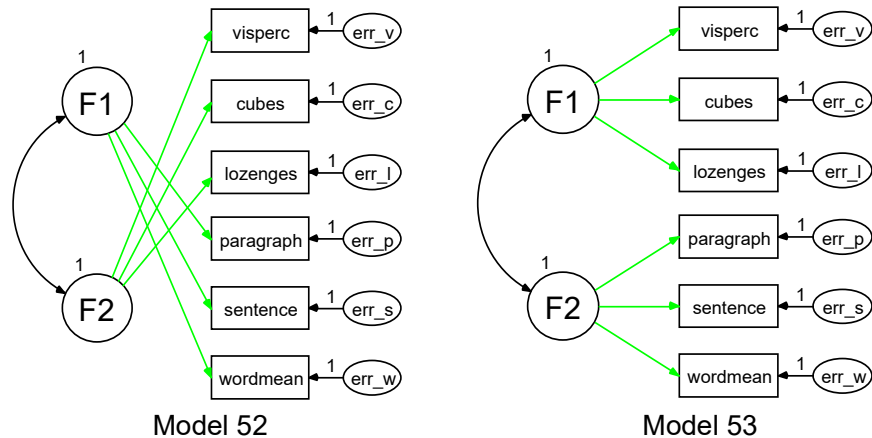 1
F1
1
F2
visperc
1
err_v
cubes
1
err_c
lozenges
1
err_l
paragraph
1
err_p
sentence
1
err_s
wordmean
1
err_w
Model 52
1
F1
1
F2
visperc
1
err_v
cubes
1
err_c
lozenges
1
err_l
paragraph
1
err_p
sentence
1
err_s
wordmean
1
err_w
Model 53